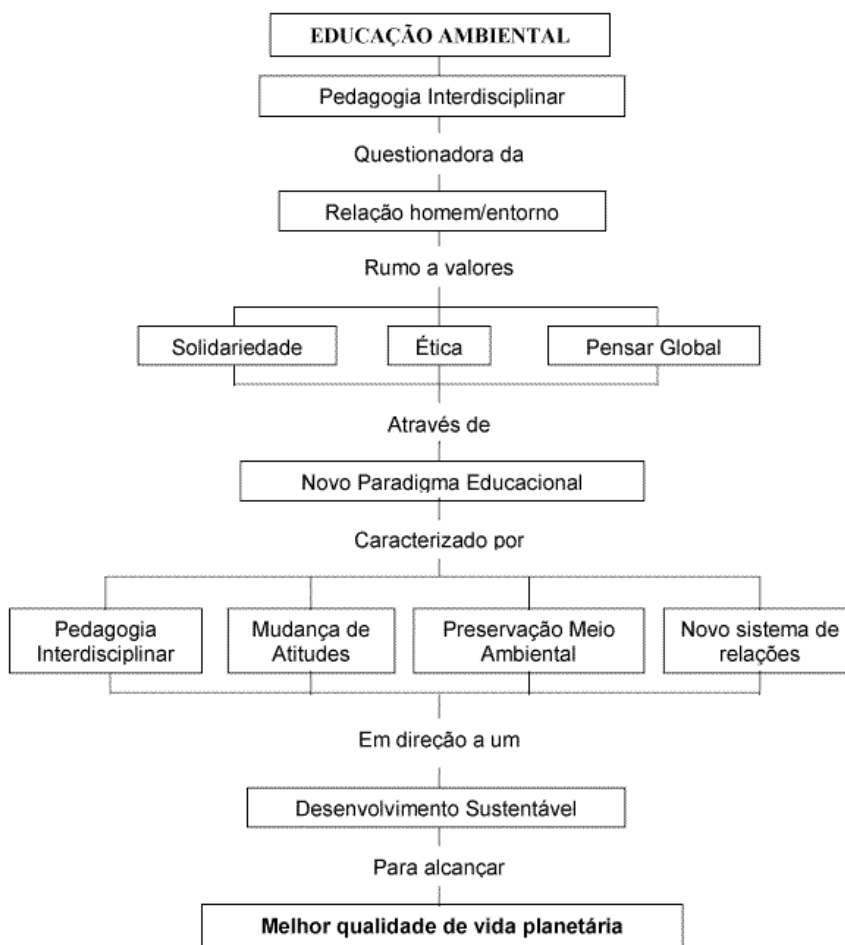 EDUCAÇÃO AMBIENTAL
Pedagogia Interdisciplinar
Questionadora da
Relação homem/entorno
Rumo a valores
Solidariedade
Ética
Pensar Global
Através de
Novo Paradigma Educacional
Caracterizado por
Pedagogia
Interdisciplinar
Mudança de
Atitudes
Preservação Meio
Ambiental
Novo sistema de
relações
Em direção a um
Desenvolvimento Sustentável
Para alcançar
Melhor qualidade de vida planetária